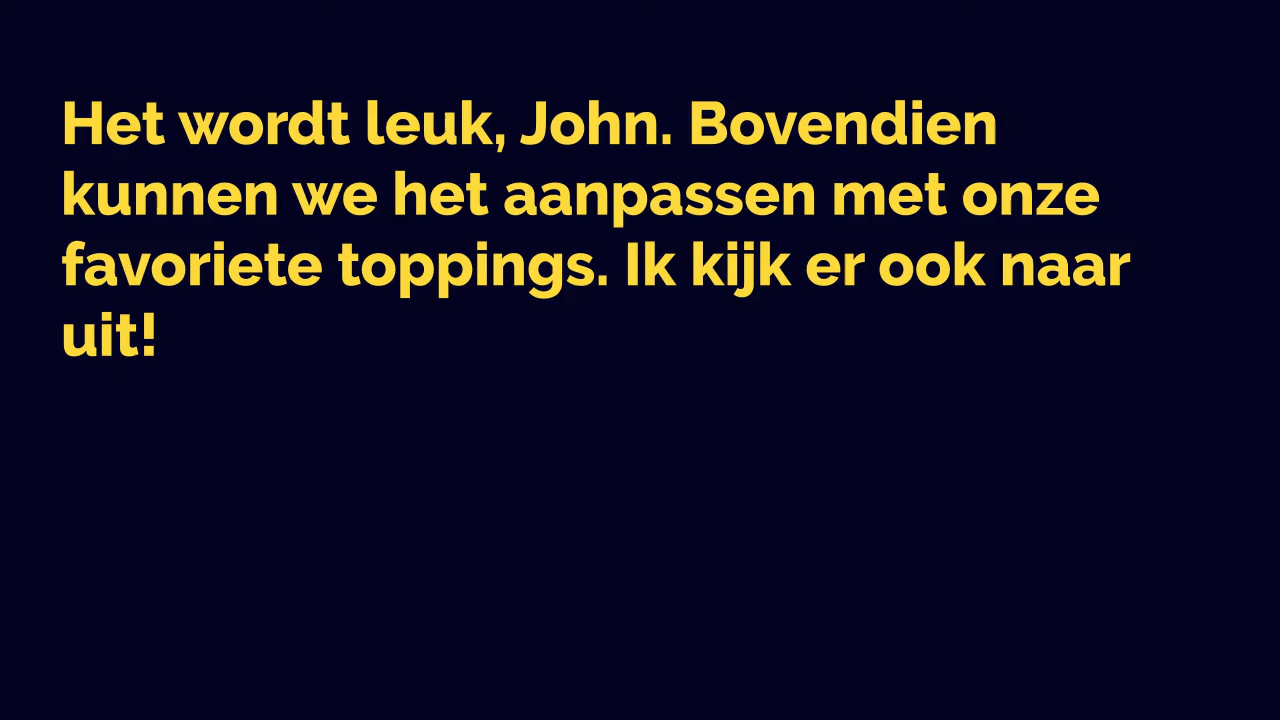 Het wordt leuk, John. Bovendien
kunnen we het aanpassen met onze
favoriete toppings. Ik kijk er ook naar
uit!